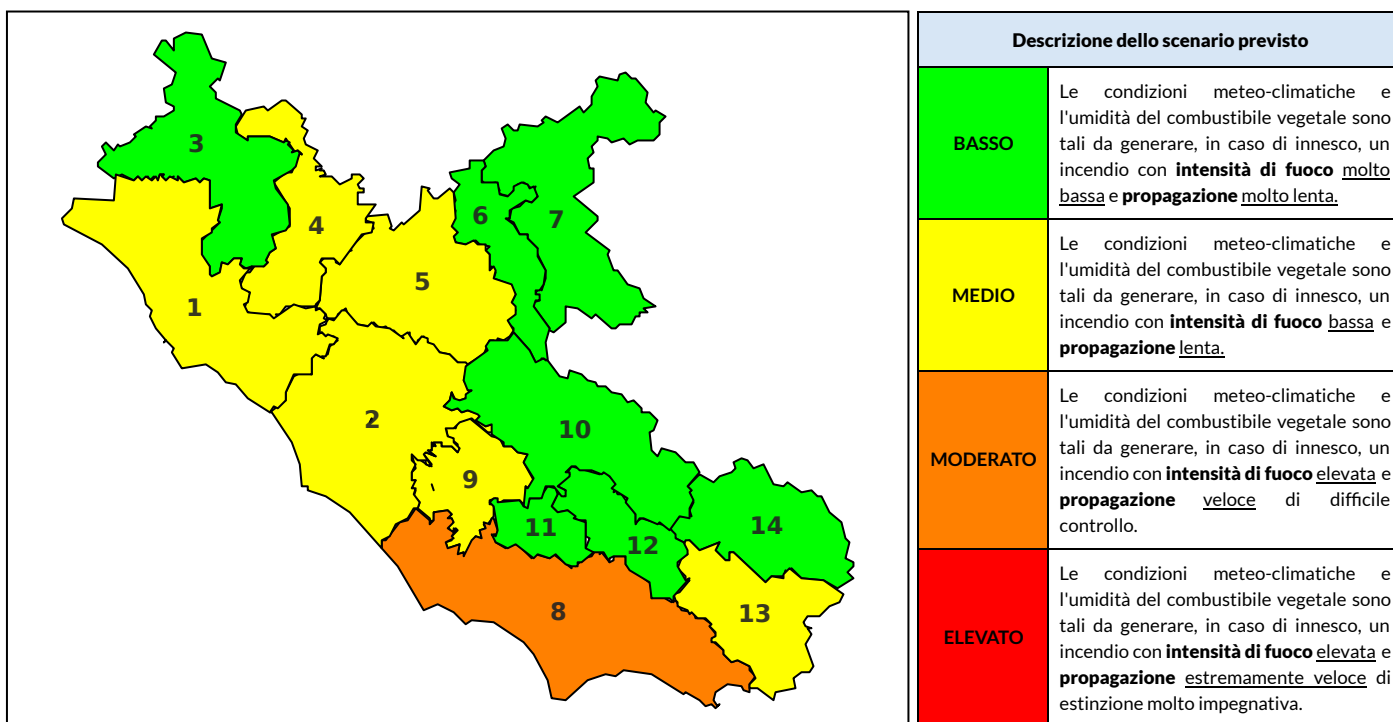 3
4
6
7
5
1
2
10
9
11
12
14
8
13
Descrizione dello scenario previsto
BASSO
Le condizioni meteo-climatiche e
l'umidità del combustibile vegetale sono
tali da generare, in caso di innesco, un
incendio con intensità di fuoco molto
bassa e propagazione molto lenta.
MEDIO
Le condizioni meteo-climatiche e
l'umidità del combustibile vegetale sono
tali da generare, in caso di innesco, un
incendio con intensità di fuoco bassa e
propagazione lenta.
MODERATO
Le condizioni meteo-climatiche e
l'umidità del combustibile vegetale sono
tali da generare, in caso di innesco, un
incendio con intensità di fuoco elevata e
propagazione veloce di difficile
controllo.
ELEVATO
Le condizioni meteo-climatiche e
l'umidità del combustibile vegetale sono
tali da generare, in caso di innesco, un
incendio con intensità di fuoco elevata e
propagazione estremamente veloce di
estinzione molto impegnativa.